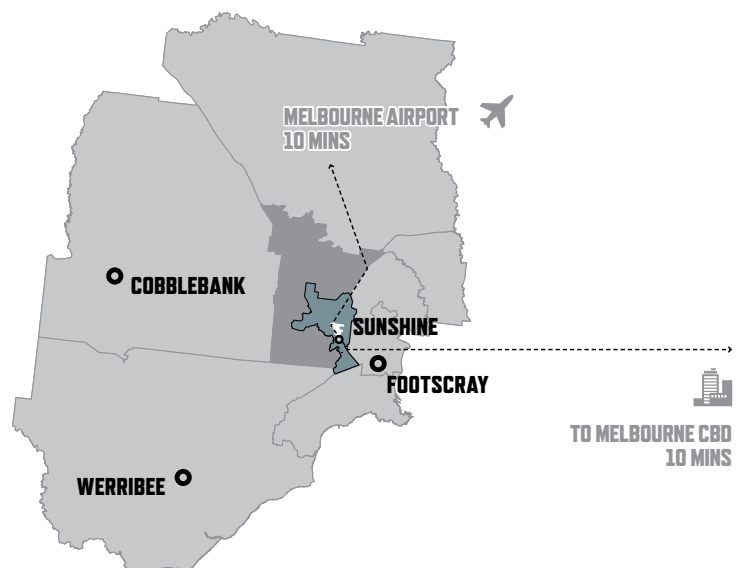 MELBOURNE AIRPORT
10 MINS
COBBLEBANK
SUNSHINE
FOOTSCRAY
TO MELBOURNE CBD
10 MINS
WERRIBEE